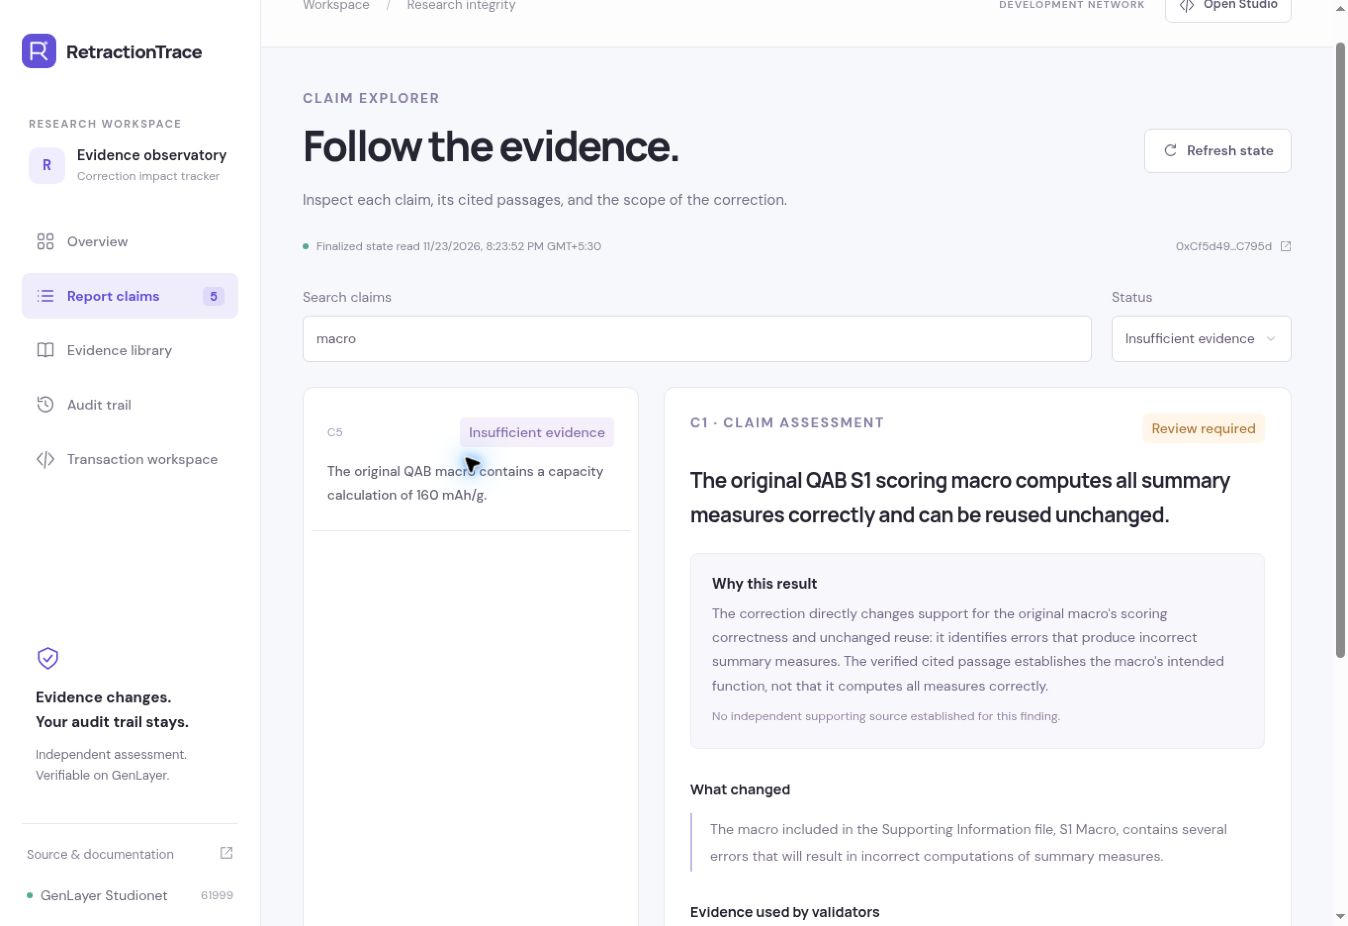 RetractionTrace
RESEARCH WORKSPACE
R
Evidence observatory
Correction impact tracker
Overview
Report claims
5
Evidence library
Audit trail
Transaction workspace
Evidence changes.
Your audit trail stays.
Independent assessment.
Verifiable on GenLayer.
Source & documentation
GenLayer Studionet
61999
Workspace / Research integrity
DEVELOPMENT NETWORK
Open Studio
CLAIM EXPLORER
Follow the evidence.
Refresh state
Inspect each claim, its cited passages, and the scope of the correction.
Finalized state read 11/23/2026, 8:23:52 PM GMT+5:30
0xCf5d49...C795d
Search claims
macro
Status
Insufficient evidence
C5
Insufficient evidence
The original QAB macro contains a capacity
calculation of 160 mAh/g.
C1 · CLAIM ASSESSMENT
Review required
The original QAB S1 scoring macro computes all summary
measures correctly and can be reused unchanged.
Why this result
The correction directly changes support for the original macro's scoring
correctness and unchanged reuse: it identifies errors that produce incorrect
summary measures. The verified cited passage establishes the macro's intended
function, not that it computes all measures correctly.
No independent supporting source established for this finding.
What changed
The macro included in the Supporting Information file, S1 Macro, contains several
errors that will result in incorrect computations of summary measures.
Evidence used by validators